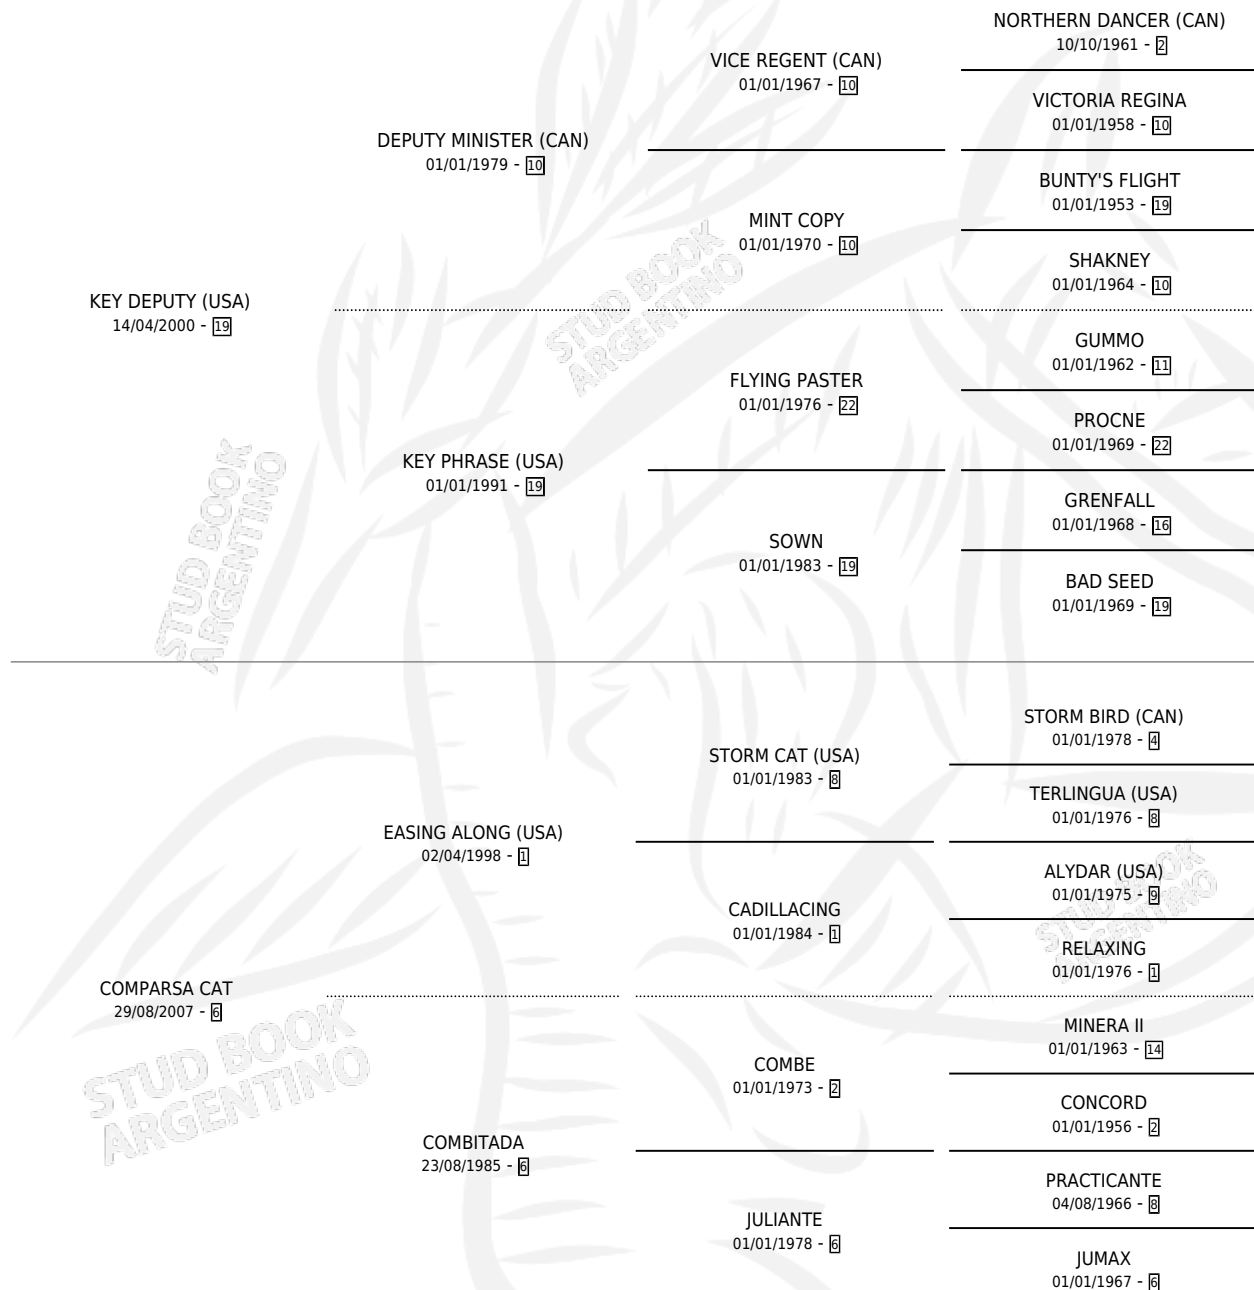 NORTHERN DANCER (CAN)
10/10/1961 - 2
VICE REGENT (CAN)
01/01/1967 - 10
VICTORIA REGINA
01/01/1958 - 10
DEPUTY MINISTER (CAN)
01/01/1979 - 10
BUNTY'S FLIGHT
01/01/1953 - 19
MINT COPY
01/01/1970 - 10
SHAKNEY
01/01/1964 - 10
KEY DEPUTY (USA)
14/04/2000 - 19
GUMMO
01/01/1962 - 11
FLYING PASTER
01/01/1976 - 22
PROCNE
01/01/1969 - 22
KEY PHRASE (USA)
01/01/1991 - 19
GRENFALL
01/01/1968 - 16
SOWN
01/01/1983 - 19
BAD SEED
01/01/1969 - 19
STORM BIRD (CAN)
01/01/1978 - 4
STORM CAT (USA)
01/01/1983 - 8
TERLINGUA (USA)
01/01/1976 - 8
EASING ALONG (USA)
02/04/1998 - 1
ALYDAR (USA)
01/01/1975 - 9
CADILLACING
01/01/1984 - 1
RELAXING
01/01/1976 - 1
COMPARSA CAT
29/08/2007 - 6
MINERA II
01/01/1963 - 14
COMBE
01/01/1973 - 2
CONCORD
01/01/1956 - 2
COMBITADA
23/08/1985 - 6
PRACTICANTE
04/08/1966 - 8
JULIANTE
01/01/1978 - 6
JUMAX
01/01/1967 - 6
STUD BOOK
ARGENTINO
STUD BOOK
ARGENTINO
STUD BOOK
ARGENTINO
STUD BOOK
ARGENTINO